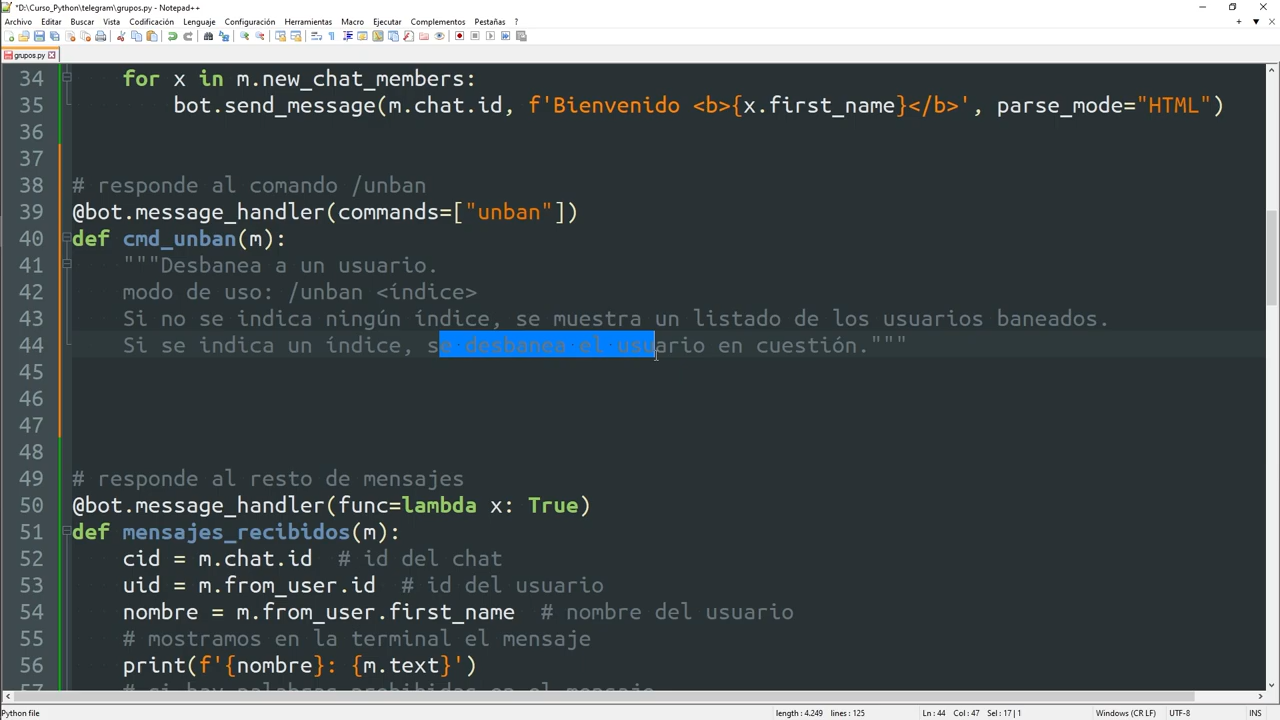 *D:\Curso_Python\telegram\grupos.py - Notepad++
Archivo Editar Buscar Vista Codificación Lenguaje Configuración Herramientas Macro Ejecutar Complementos Pestañas ?
grupos.py
34 for x in m.new_chat_members:
35 bot.send_message(m.chat.id, f'Bienvenido <b>{x.first_name}</b>', parse_mode="HTML")
36
37
38 # responde al comando /unban
39 @bot.message_handler(commands=["unban"])
40 def cmd_unban(m):
41 """Desbanea a un usuario.
42 modo de uso: /unban <índice>
43 Si no se indica ningún índice, se muestra un listado de los usuarios baneados.
44 Si se indica un índice, se desbanea el usuario en cuestión."""
45
46
47
48
49 # responde al resto de mensajes
50 @bot.message_handler(func=lambda x: True)
51 def mensajes_recibidos(m):
52 cid = m.chat.id # id del chat
53 uid = m.from_user.id # id del usuario
54 nombre = m.from_user.first_name # nombre del usuario
55 # mostramos en la terminal el mensaje
56 print(f'{nombre}: {m.text}')
57 # si hay palabras prohibidas en el mensaje
Python file length : 4.249 lines : 125 Ln : 44 Col : 47 Sel : 17 | 1 Windows (CR LF) UTF-8 INS